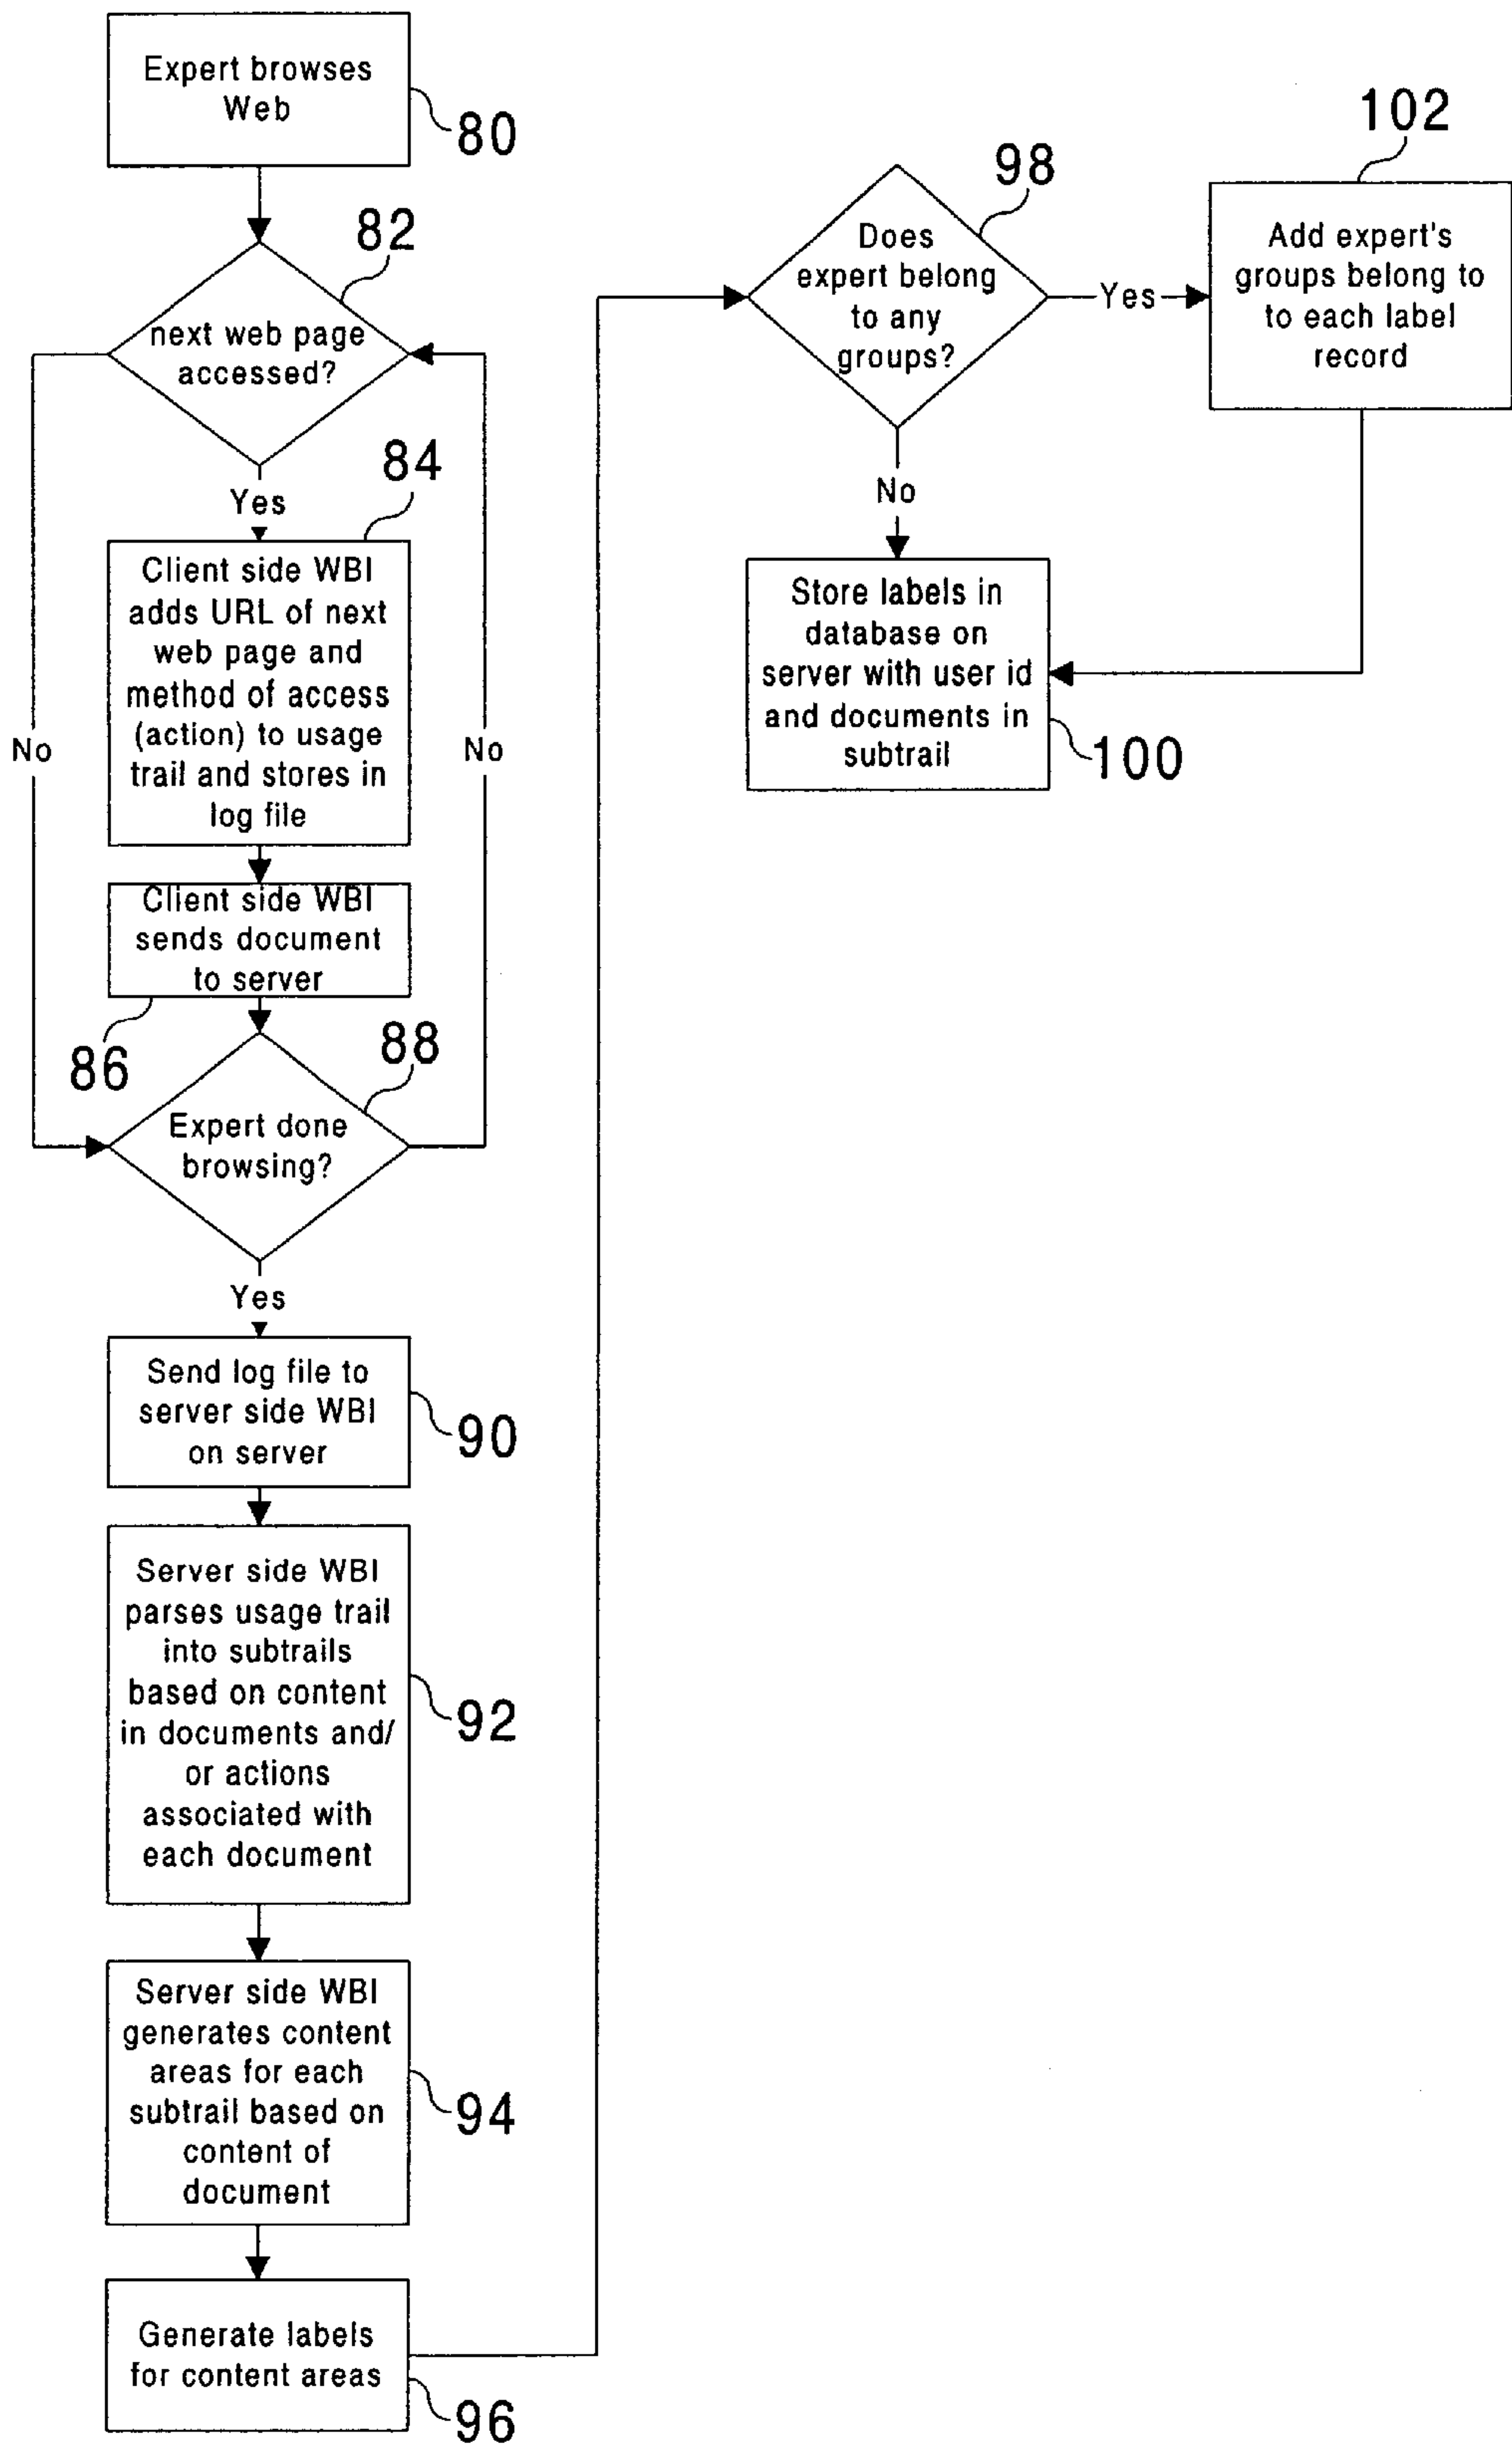 Expert browses
Web
80
82
next web page
accessed?
Yes
84
Client side WBI
adds URL of next
web page and
method of access
(action) to usage
trail and stores in
log file
No
No
Client side WBI
sends document
to server
86
88
Expert done
browsing?
Yes
Send log file to
server side WBI
on server
90
Server side WBI
parses usage trail
into subtrails
based on content
in documents and/
or actions
associated with
each document
92
Server side WBI
generates content
areas for each
subtrail based on
content of
document
94
Generate labels
for content areas
96
98
Does
expert belong
to any
groups?
Yes
102
Add expert's
groups belong to
to each label
record
No
Store labels in
database on
server with user id
and documents in
subtrail
100